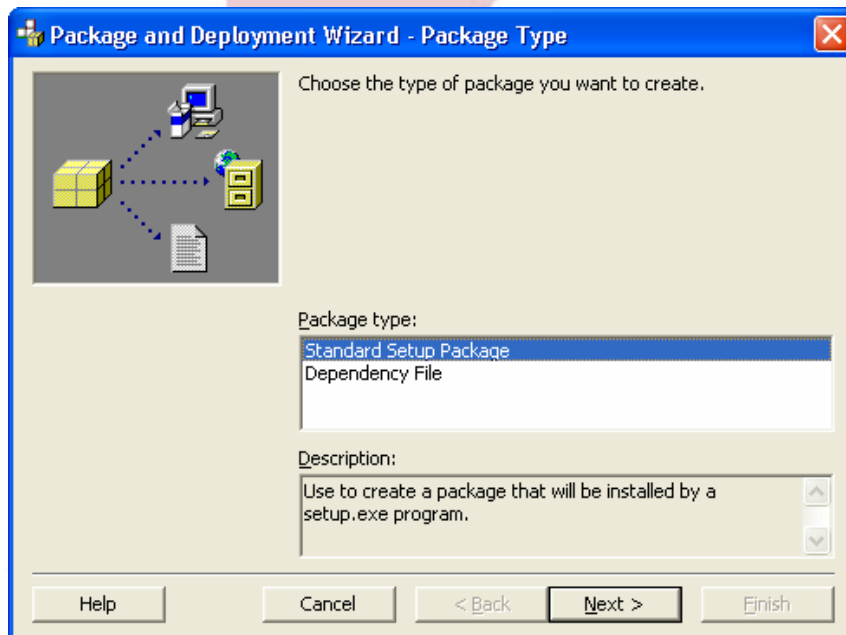 Package and Deployment Wizard - Package Type
Choose the type of package you want to create.
Package type:
Standard Setup Package
Dependency File
Description:
Use to create a package that will be installed by a
setup.exe program.
Help
Cancel
< Back
Next >
Finish